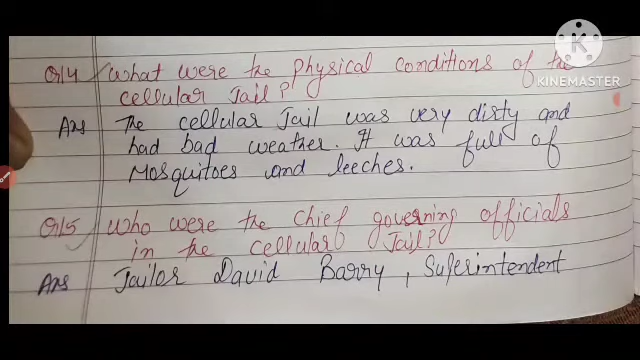 KINEMASTER
Q14 What were the physical conditions of the
cellular Jail?
Ans The cellular Jail was very dirty and
had bad weather. It was full of
Mosquitoes and leeches.
Q15 Who were the chief governing officials
in the cellular Jail?
Ans Jailor David Barry, Superintendent